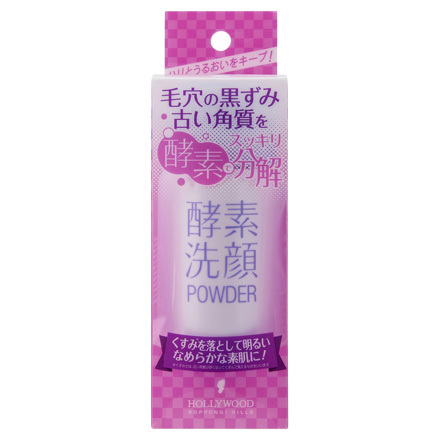 ハリとうるおいをキープ!
毛穴の黒ずみ
古い角質を
酵素で
スッキリ
分解
酵素
洗顔
POWDER
くすみを落として明るい
なめらかな素肌に!
HOLLYWOOD
ROPPONGI HILLS